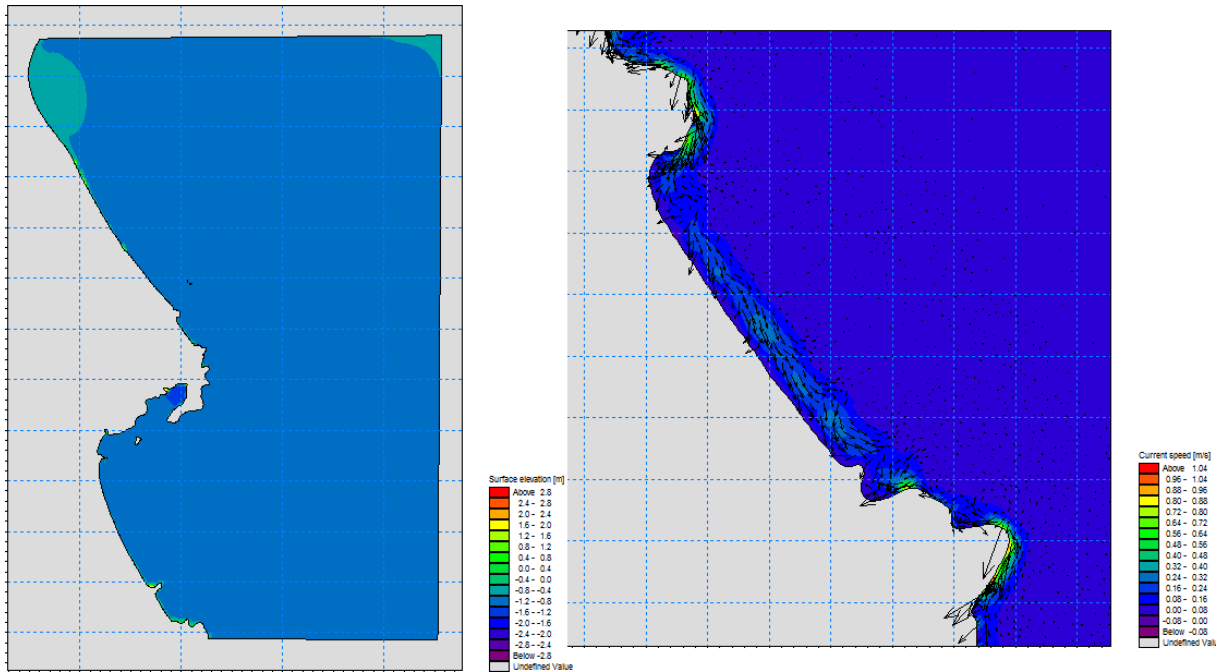 Surface elevation [m]
Above 2.8
2.4 - 2.8
2.0 - 2.4
1.6 - 2.0
1.2 - 1.6
0.8 - 1.2
0.4 - 0.8
0.0 - 0.4
-0.4 - 0.0
-0.8 - -0.4
-1.2 - -0.8
-1.6 - -1.2
-2.0 - -1.6
-2.4 - -2.0
-2.8 - -2.4
Below -2.8
Undefined Value
Current speed [m/s]
Above 1.04
0.96 - 1.04
0.88 - 0.96
0.80 - 0.88
0.72 - 0.80
0.64 - 0.72
0.56 - 0.64
0.48 - 0.56
0.40 - 0.48
0.32 - 0.40
0.24 - 0.32
0.16 - 0.24
0.08 - 0.16
0.00 - 0.08
-0.08 - 0.00
Below -0.08
Undefined Valu